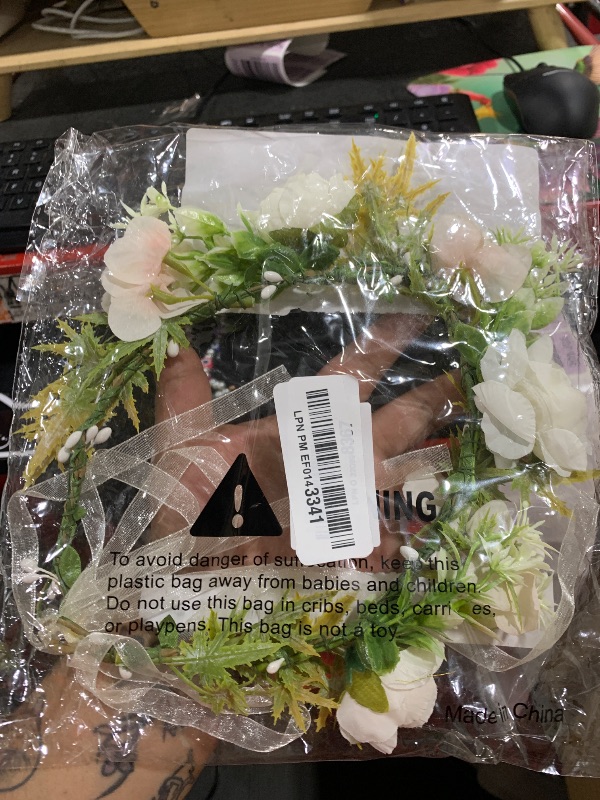 LPN PM EF0143341
To avoid danger of suffocation, keep this
plastic bag away from babies and children.
Do not use this bag in cribs, beds, carri es,
or playpens. This bag is not a toy
Made in China